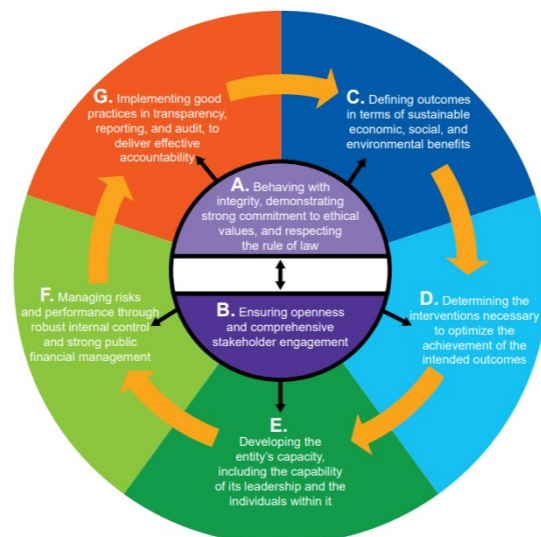 G. Implementing good
practices in transparency,
reporting, and audit, to
deliver effective
accountability
C. Defining outcomes
in terms of sustainable
economic, social, and
environmental benefits
A. Behaving with
integrity, demonstrating
strong commitment to ethical
values, and respecting
the rule of law
F. Managing risks
and performance through
robust internal control
and strong public
financial management
B. Ensuring openness
and comprehensive
stakeholder engagement
D. Determining the
interventions necessary
to optimize the
achievement of the
intended outcomes
E.
Developing the
entity's capacity,
including the capability
of its leadership and the
individuals within it